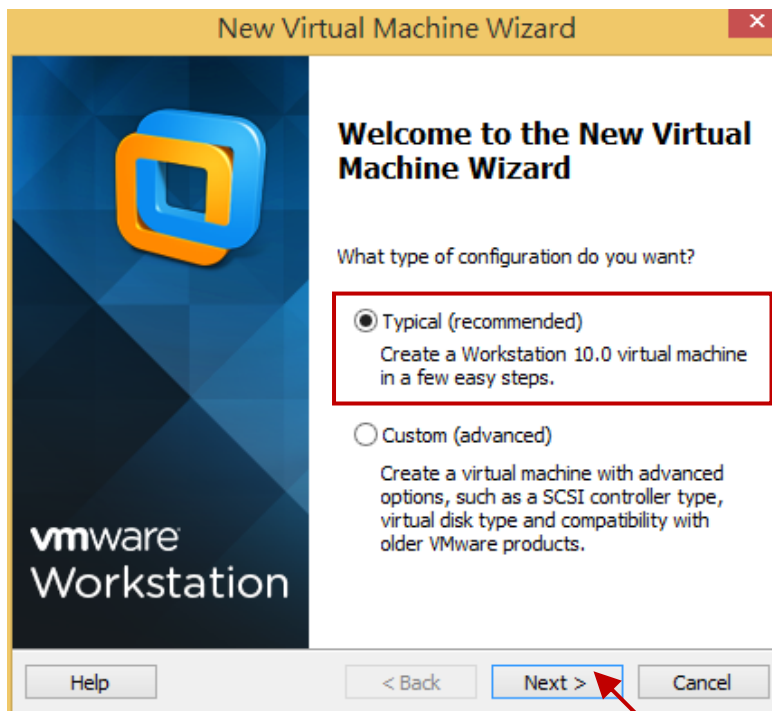 New Virtual Machine Wizard
Welcome to the New Virtual
Machine Wizard
What type of configuration do you want?
Typical (recommended)
Create a Workstation 10.0 virtual machine
in a few easy steps.
Custom (advanced)
Create a virtual machine with advanced
options, such as a SCSI controller type,
virtual disk type and compatibility with
older VMware products.
vmware
Workstation
Help
< Back
Next >
Cancel